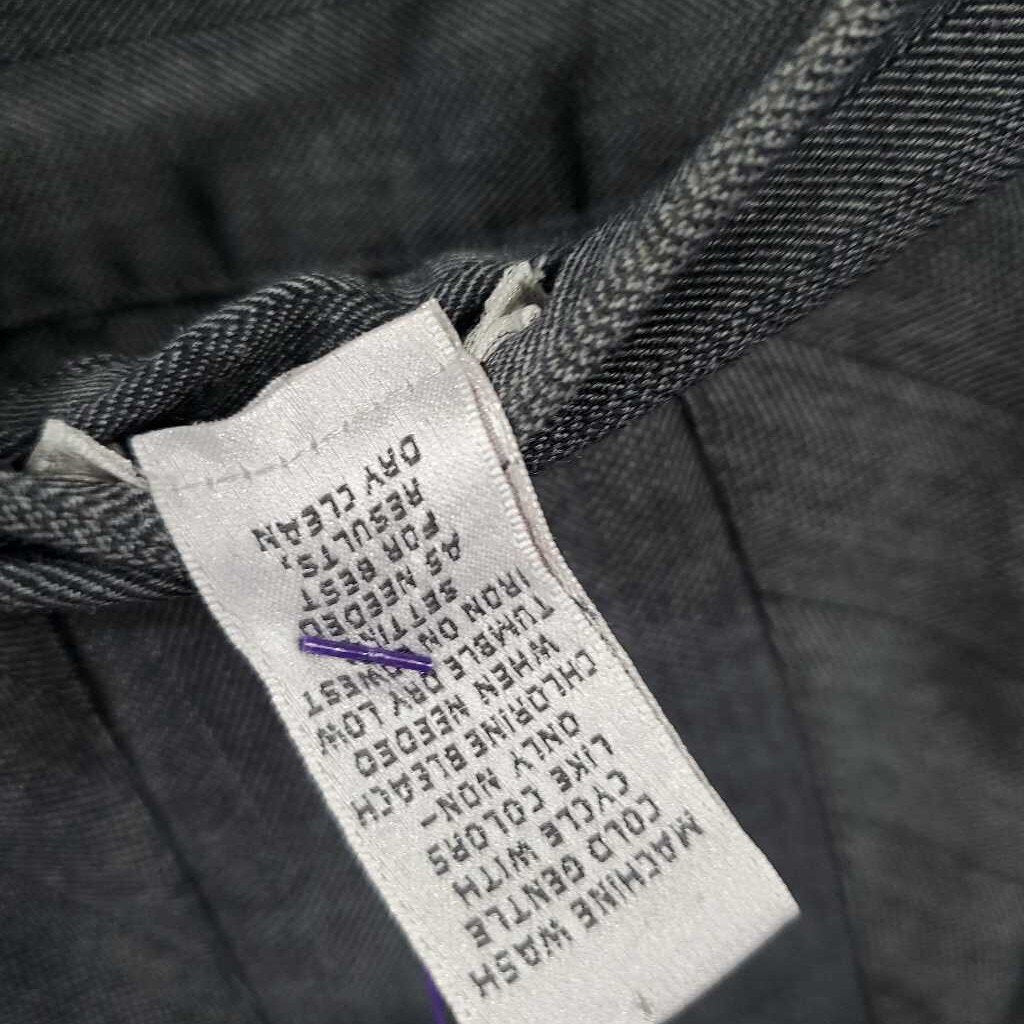 MACHINE WASH
COLD GENTLE
CYCLE WITH
LIKE COLORS
ONLY NON-
CHLORINE BLEACH
WHEN NEEDED
TUMBLE DRY LOW
IRON ON LOWEST
SET
AS NEEDED
FOR BEST
RESULTS,
DRY CLEAN